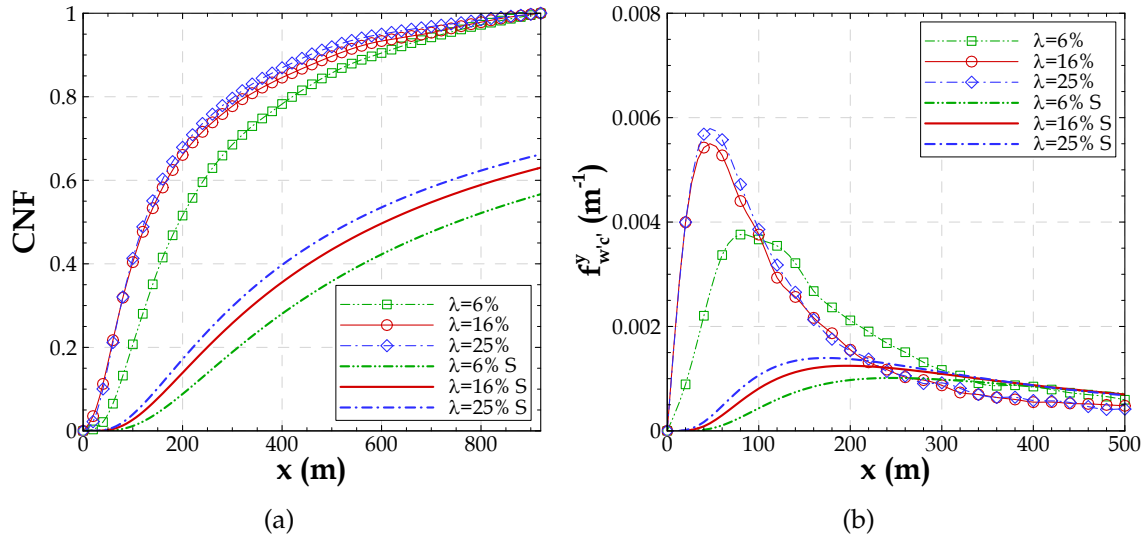 1
0.8
0.6
0.4
0.2
0
CNF
0 200 400 600 800
x (m)
λ=6%
λ=16%
λ=25%
λ=6% S
λ=16% S
λ=25% S
(a)
0.008
0.006
0.004
0.002
0
f^y_{w'c'} (m^{-1})
0 100 200 300 400 500
x (m)
λ=6%
λ=16%
λ=25%
λ=6% S
λ=16% S
λ=25% S
(b)